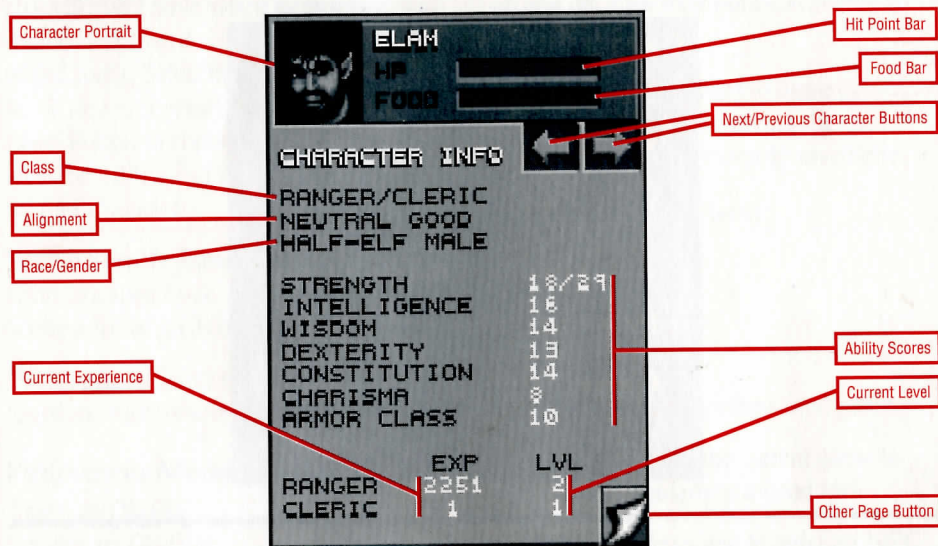 Character Portrait
ELAM
Hit Point Bar
HP
Food Bar
FOOD
Next/Previous Character Buttons
CHARACTER INFO
Class
RANGER/CLERIC
Alignment
NEUTRAL GOOD
Race/Gender
HALF-ELF MALE
STRENGTH 18/29
INTELLIGENCE 16
WISDOM 14
DEXTERITY 13
Ability Scores
CONSTITUTION 14
Current Experience
CHARISMA 8
Current Level
ARMOR CLASS 10
EXP LVL
RANGER 2251 2
CLERIC 1 1
Other Page Button